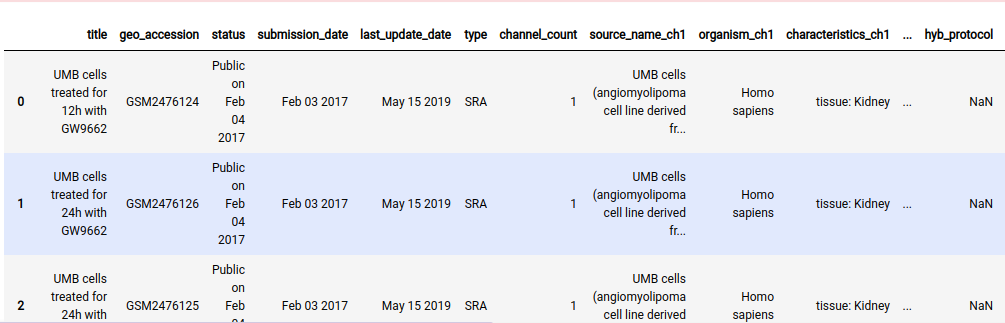 title geo_accession status submission_date last_update_date type channel_count source_name_ch1 organism_ch1 characteristics_ch1 ... hyb_protocol
0 UMB cells treated for 12h with GW9662 GSM2476124 Public on Feb 04 2017 Feb 03 2017 May 15 2019 SRA 1 UMB cells (angiomyolipoma cell line derived fr... Homo sapiens tissue: Kidney ... NaN
1 UMB cells treated for 24h with GW9662 GSM2476126 Public on Feb 04 2017 Feb 03 2017 May 15 2019 SRA 1 UMB cells (angiomyolipoma cell line derived fr... Homo sapiens tissue: Kidney ... NaN
2 UMB cells treated for 24h with GSM2476125 Public on Feb Feb 03 2017 May 15 2019 SRA 1 UMB cells (angiomyolipoma cell line derived Homo sapiens tissue: Kidney ... NaN